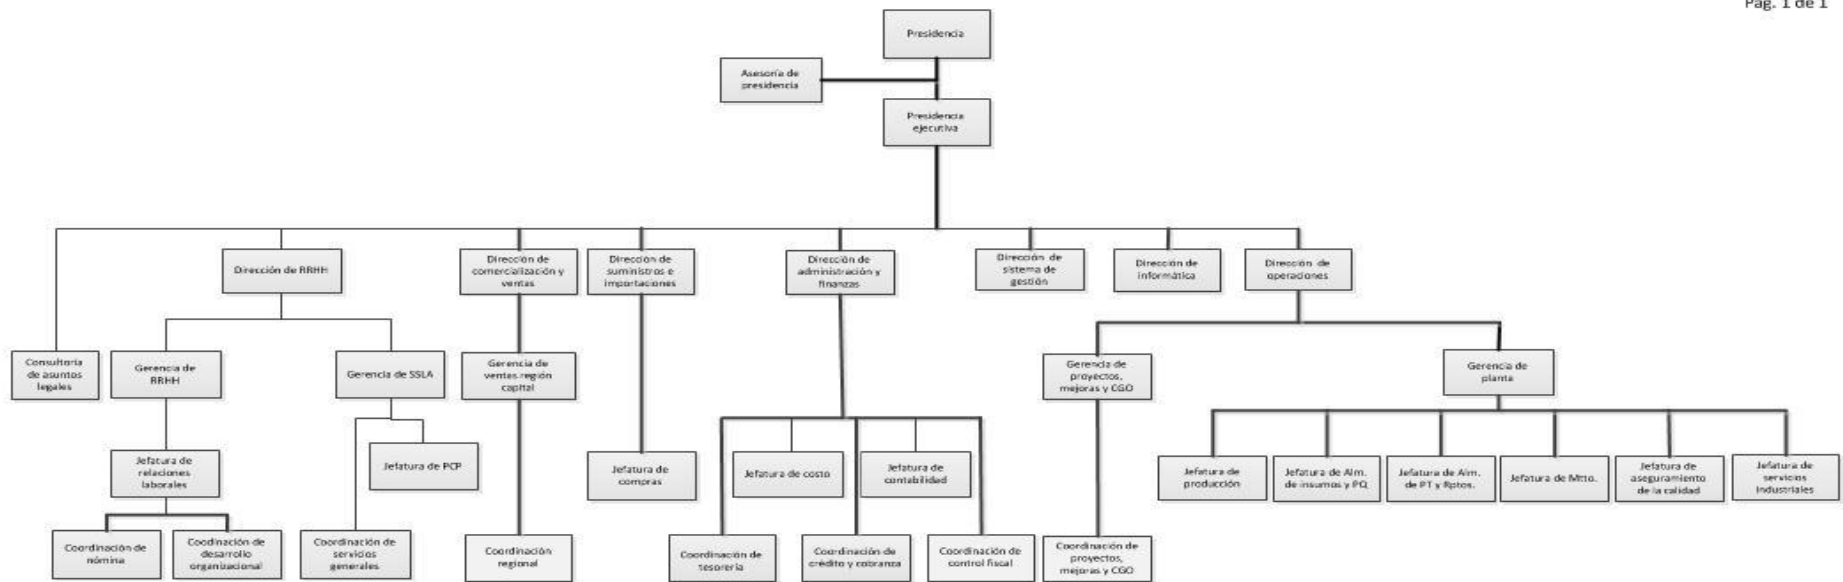 Pág. 1 de 1
Presidencia
Asesoría de
presidencia
Presidencia
ejecutiva
Dirección de RRHH
Dirección de
comercialización y
ventas
Dirección de
suministros e
importaciones
Dirección de
administración y
finanzas
Dirección de
sistema de
gestión
Dirección de
informática
Dirección de
operaciones
Consultoría
de asuntos
legales
Gerencia de
RRHH
Gerencia de SSLA
Gerencia de
ventas región
capital
Gerencia de
proyectos,
mejoras y CGO
Gerencia de
planta
Jefatura de
relaciones
laborales
Jefatura de PCP
Jefatura de
compras
Jefatura de costo
Jefatura de
contabilidad
Jefatura de
producción
Jefatura de Alm.
de insumos y PQ
Jefatura de Alm.
de PT y Rptos.
Jefatura de Mtto.
Jefatura de
aseguramiento
de la calidad
Jefatura de
servicios
industriales
Coordinación de
nómina
Coodinación de
desarrollo
organizacional
Coordinación de
servicios
generales
Coordinación
regional
Coordinación de
tesorería
Coordinación de
crédito y cobranza
Coordinación de
control fiscal
Coordinación de
proyectos,
mejoras y CGO